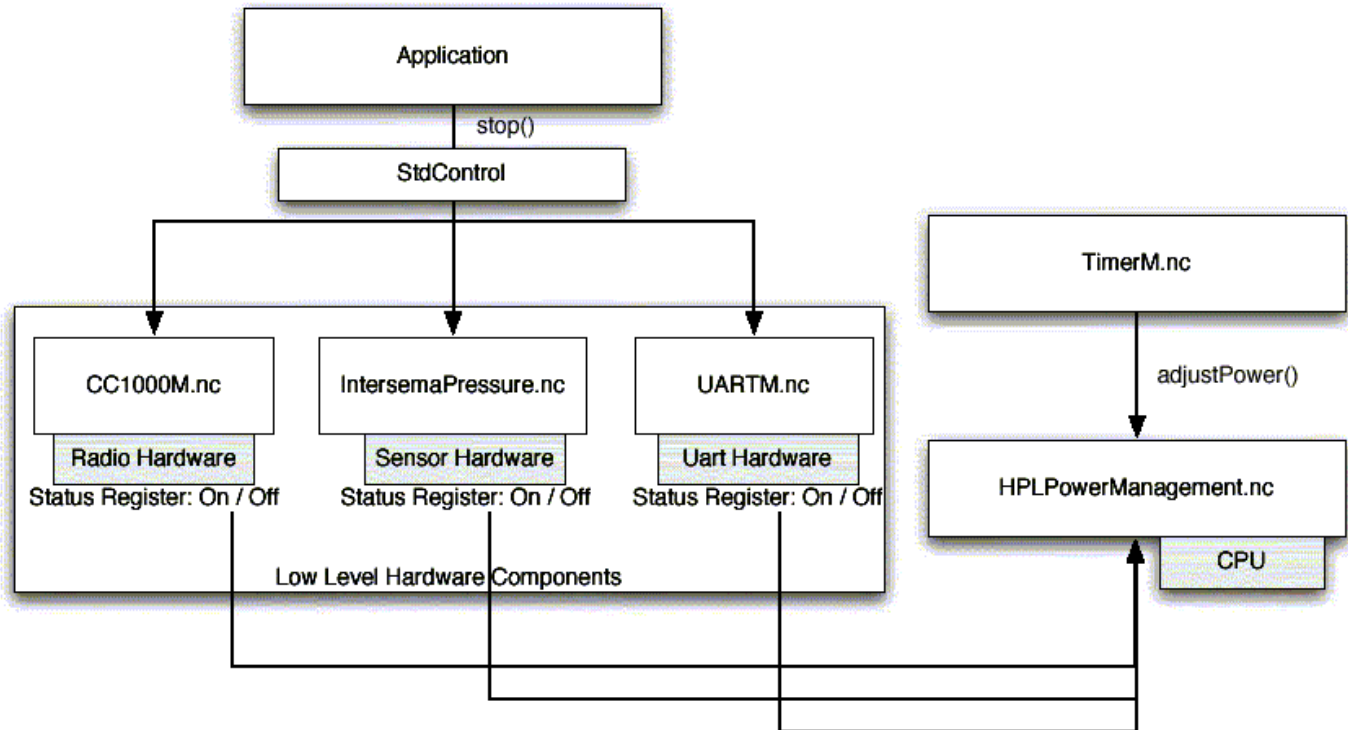 Application
stop()
StdControl
TimerM.nc
CC1000M.nc
IntersemaPressure.nc
UARTM.nc
adjustPower()
Radio Hardware
Sensor Hardware
Uart Hardware
Status Register: On / Off
Status Register: On / Off
Status Register: On / Off
HPLPowerManagement.nc
CPU
Low Level Hardware Components